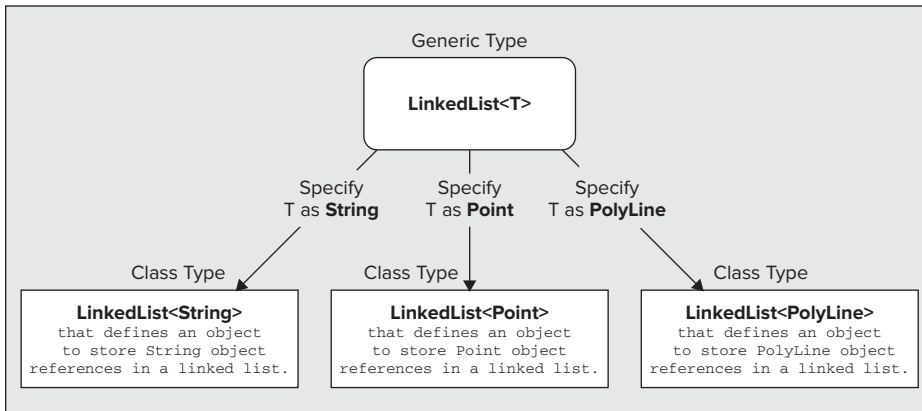 Generic Type
LinkedList<T>
Specify
T as String
Specify
T as Point
Specify
T as PolyLine
Class Type
LinkedList<String>
that defines an object
to store String object
references in a linked list.
Class Type
LinkedList<Point>
that defines an object
to store Point object
references in a linked list.
Class Type
LinkedList<PolyLine>
that defines an object
to store PolyLine object
references in a linked list.